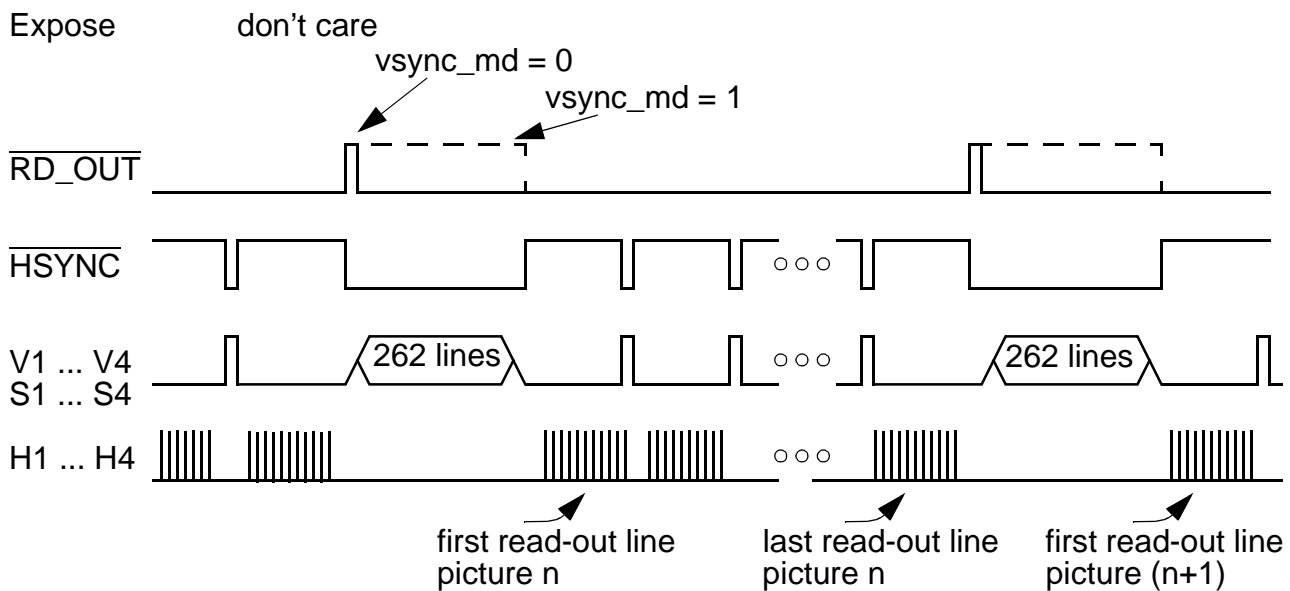 Expose don't care
vsync_md = 0
vsync_md = 1
RD_OUT
HSYNC
V1 ... V4
S1 ... S4
262 lines
262 lines
H1 ... H4
first read-out line
picture n
last read-out line
picture n
first read-out line
picture (n+1)